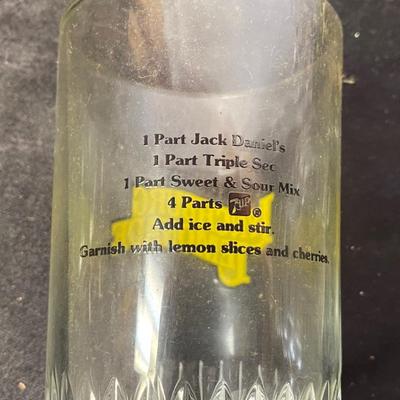 1 Part Jack Daniel's
1 Part Triple Sec
1 Part Sweet & Sour Mix
4 Parts 7UP®
Add ice and stir.
Garnish with lemon slices and cherries.